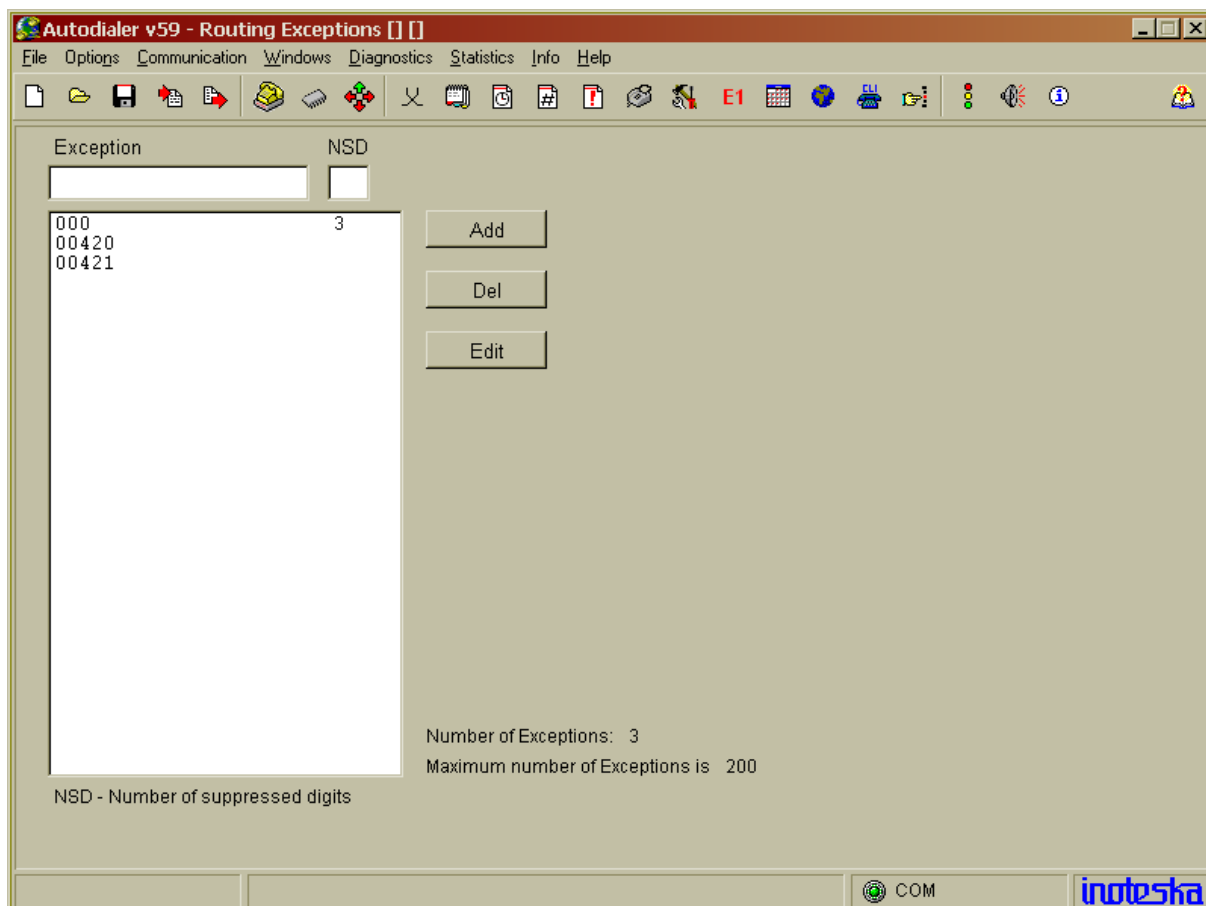 Autodialer v59 - Routing Exceptions [] []
File Options Communication Windows Diagnostics Statistics Info Help
E1 CLI
Exception NSD
000 3
00420
00421
Add
Del
Edit
Number of Exceptions: 3
Maximum number of Exceptions is 200
NSD - Number of suppressed digits
COM
inoteska